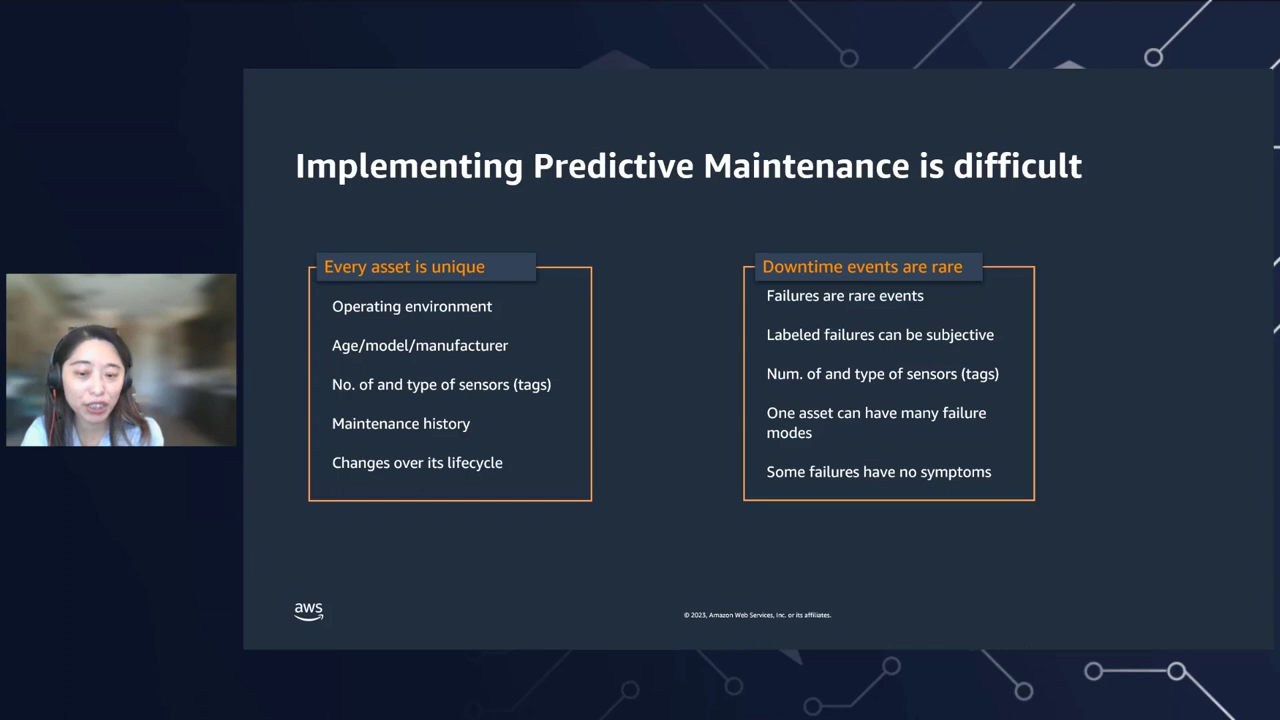 Implementing Predictive Maintenance is difficult
Every asset is unique
Operating environment
Age/model/manufacturer
No. of and type of sensors (tags)
Maintenance history
Changes over its lifecycle
Downtime events are rare
Failures are rare events
Labeled failures can be subjective
Num. of and type of sensors (tags)
One asset can have many failure
modes
Some failures have no symptoms
aws
© 2023, Amazon Web Services, Inc. or its affiliates.